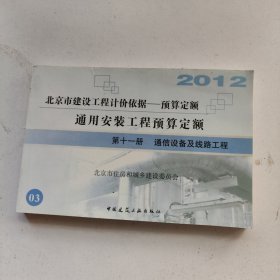 2012
北京市建设工程计价依据——预算定额
通用安装工程预算定额
第十一册 通信设备及线路工程
北京市住房和城乡建设委员会
03
中国建筑工业出版社